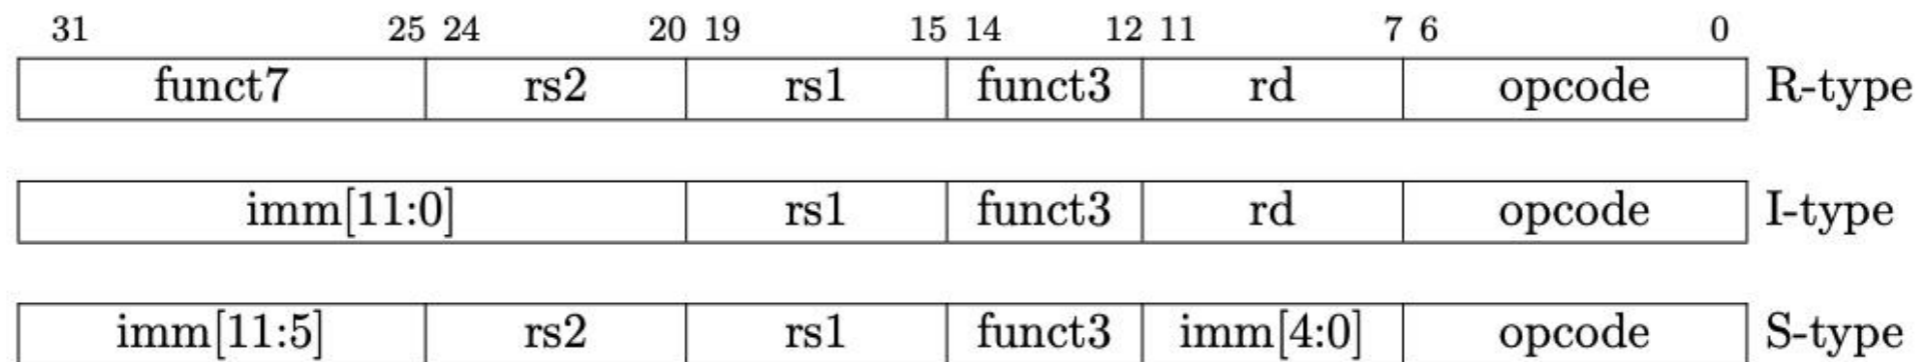 31 25 24 20 19 15 14 12 11 7 6 0
funct7 rs2 rs1 funct3 rd opcode R-type
imm[11:0] rs1 funct3 rd opcode I-type
imm[11:5] rs2 rs1 funct3 imm[4:0] opcode S-type